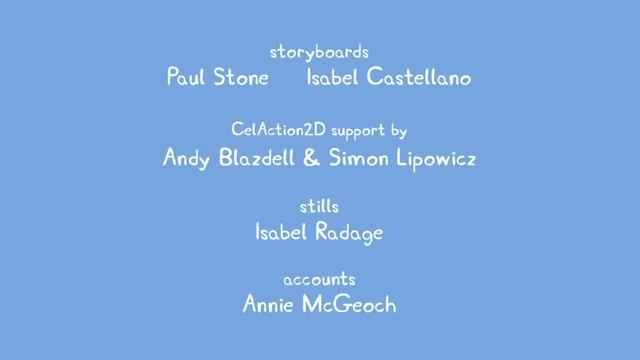 storyboards
Paul Stone Isabel Castellano
CelAction2D support by
Andy Blazdell & Simon Lipowicz
stills
Isabel Radage
accounts
Annie McGeoch